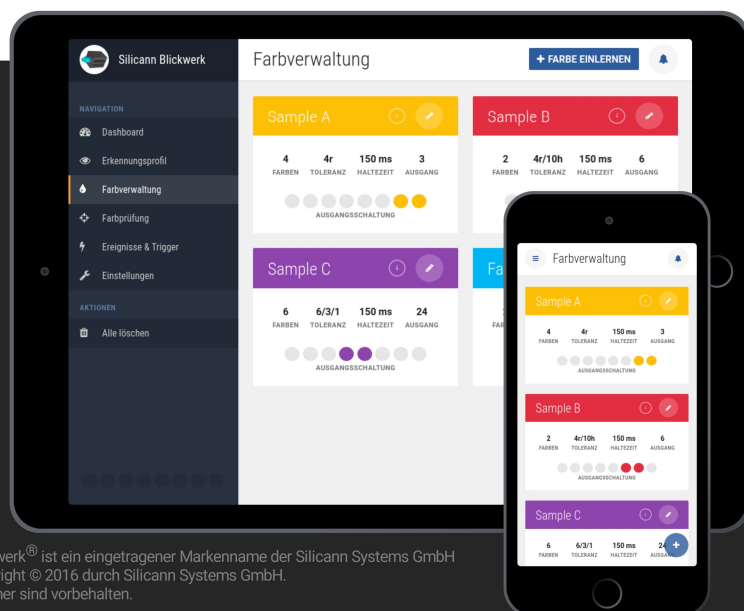 Silicann Blickwerk
Farbverwaltung
+ FARBE EINLERNEN
NAVIGATION
Dashboard
Erkennungsprofil
Farbverwaltung
Farbprüfung
Ereignisse & Trigger
Einstellungen
AKTIONEN
Alle löschen
Sample A
4 4r 150 ms 3
FARBEN TOLERANZ HALTEZEIT AUSGANG
AUSGANGSSCHALTUNG
Sample B
2 4r/10h 150 ms 6
FARBEN TOLERANZ HALTEZEIT AUSGANG
Sample C
6 6/3/1 150 ms 24
FARBEN TOLERANZ HALTEZEIT AUSGANG
AUSGANGSSCHALTUNG
Fa
Farbverwaltung
Sample A
4 4r 150 ms 3
FARBEN TOLERANZ HALTEZEIT AUSGANG
AUSGANGSSCHALTUNG
Sample B
2 4r/10h 150 ms 6
FARBEN TOLERANZ HALTEZEIT AUSGANG
AUSGANGSSCHALTUNG
Sample C
6 6/3/1 150 ms 24
FARBEN TOLERANZ HALTEZEIT AUSGANG
werk® ist ein eingetragener Markenname der Silicann Systems GmbH
right © 2016 durch Silicann Systems GmbH.
ner sind vorbehalten.